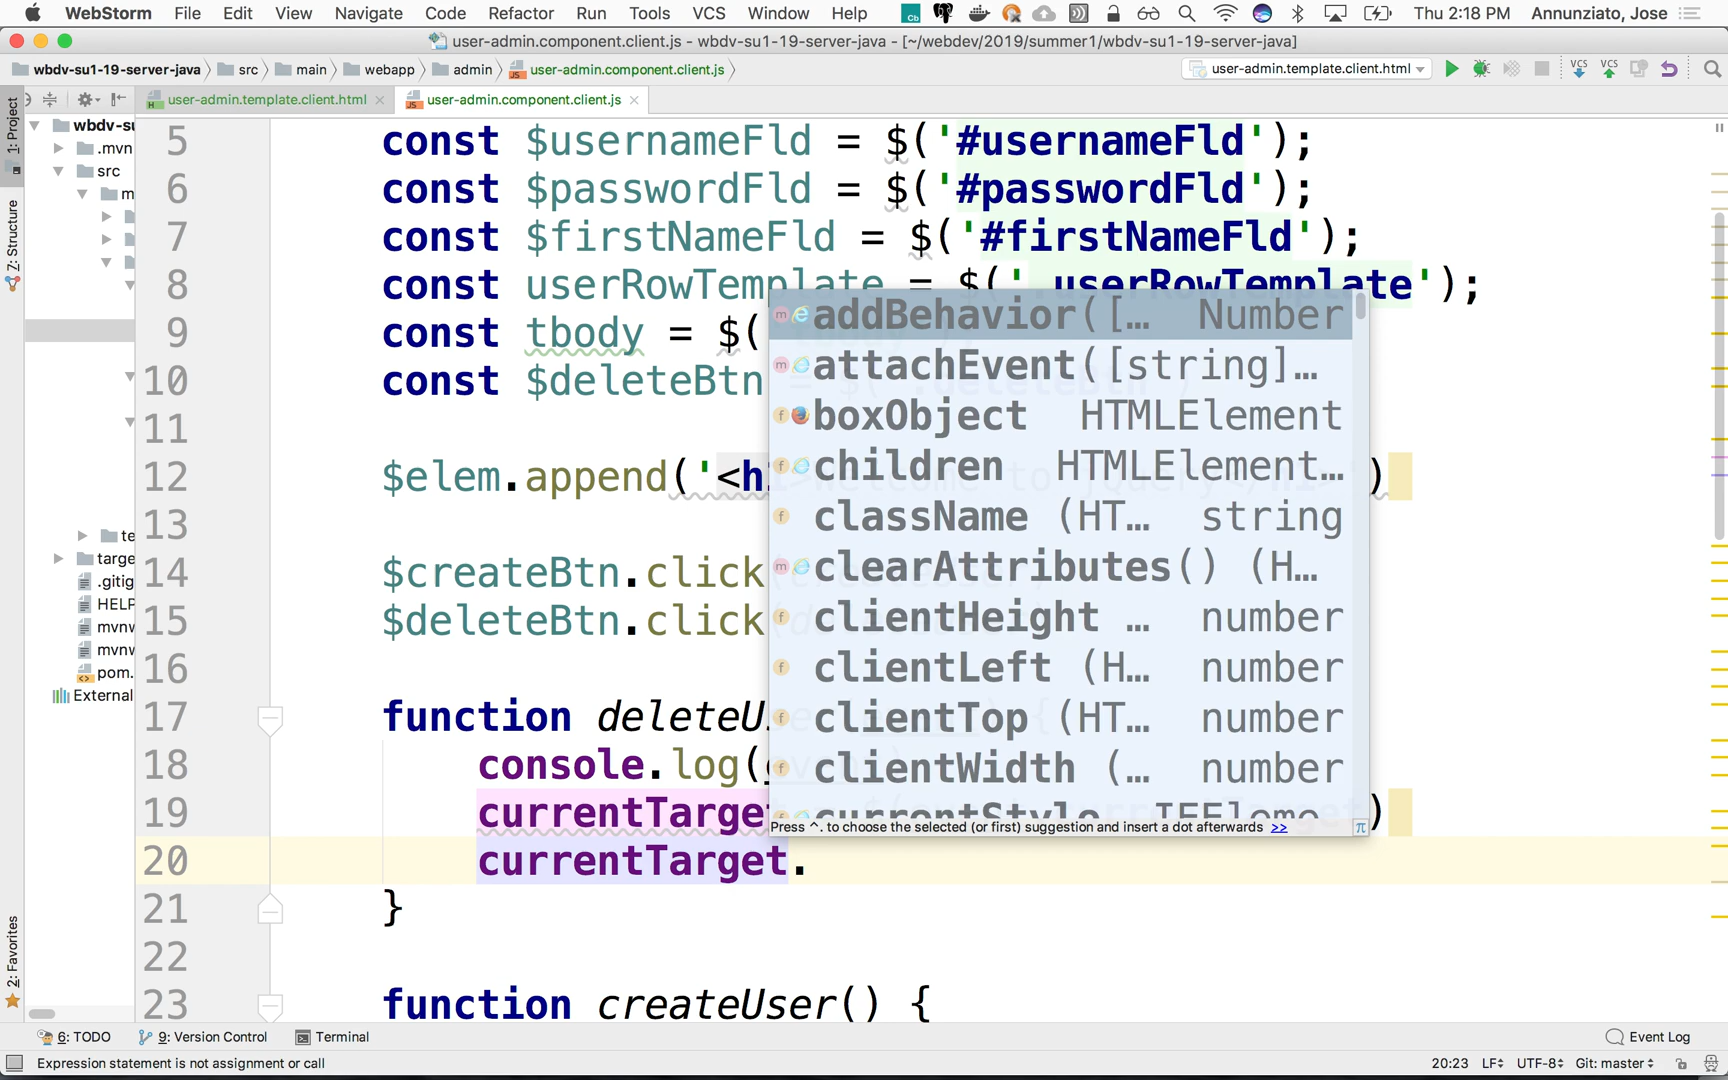 WebStorm File Edit View Navigate Code Refactor Run Tools VCS Window Help Thu 2:18 PM Annunziato, Jose
user-admin.component.client.js - wbdv-su1-19-server-java - [~/webdev/2019/summer1/wbdv-su1-19-server-java]
wbdv-su1-19-server-java src main webapp admin user-admin.component.client.js user-admin.template.client.html
user-admin.template.client.html user-admin.component.client.js
1: Project
Z: Structure
2: Favorites
wbdv-su
.mvn
src
m
te
targe
.gitig
HELP
mvnw
mvnw
pom.
External
5 const $usernameFld = $('#usernameFld');
6 const $passwordFld = $('#passwordFld');
7 const $firstNameFld = $('#firstNameFld');
8 const userRowTemplate = $('.userRowTemplate');
9 const tbody = $(
10 const $deleteBtn
11
12 $elem.append('<h )
13
14 $createBtn.click
15 $deleteBtn.click
16
17 function deleteU {
18 console.log(
19 currentTarge )
20 currentTarget.
21 }
22
23 function createUser() {
addBehavior([… Number
attachEvent([string]…
boxObject HTMLElement
children HTMLElement…
className (HT… string
clearAttributes() (H…
clientHeight … number
clientLeft (H… number
clientTop (HT… number
clientWidth (… number
Press ^. to choose the selected (or first) suggestion and insert a dot afterwards >> π
6: TODO 9: Version Control Terminal Event Log
Expression statement is not assignment or call 20:23 LF UTF-8 Git: master